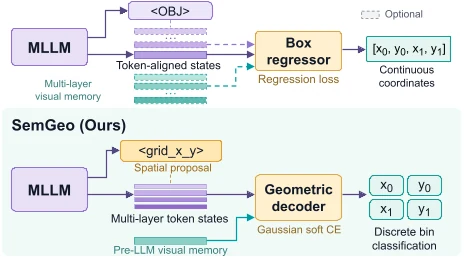 <OBJ>
Optional
MLLM
...
Token-aligned states
Box
regressor
[x0, y0, x1, y1]
Multi-layer
visual memory
...
Regression loss
Continuous
coordinates
SemGeo (Ours)
<grid_x_y>
Spatial proposal
MLLM
Multi-layer token states
Geometric
decoder
x0 y0
x1 y1
Pre-LLM visual memory
Gaussian soft CE
Discrete bin
classification